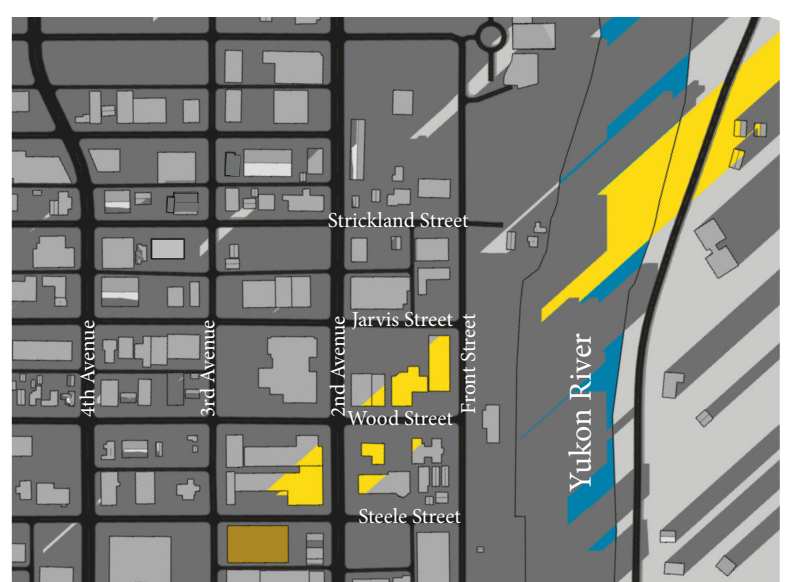 Strickland Street
Jarvis Street
4th Avenue
3rd Avenue
2nd Avenue
Front Street
Wood Street
Yukon River
Steele Street